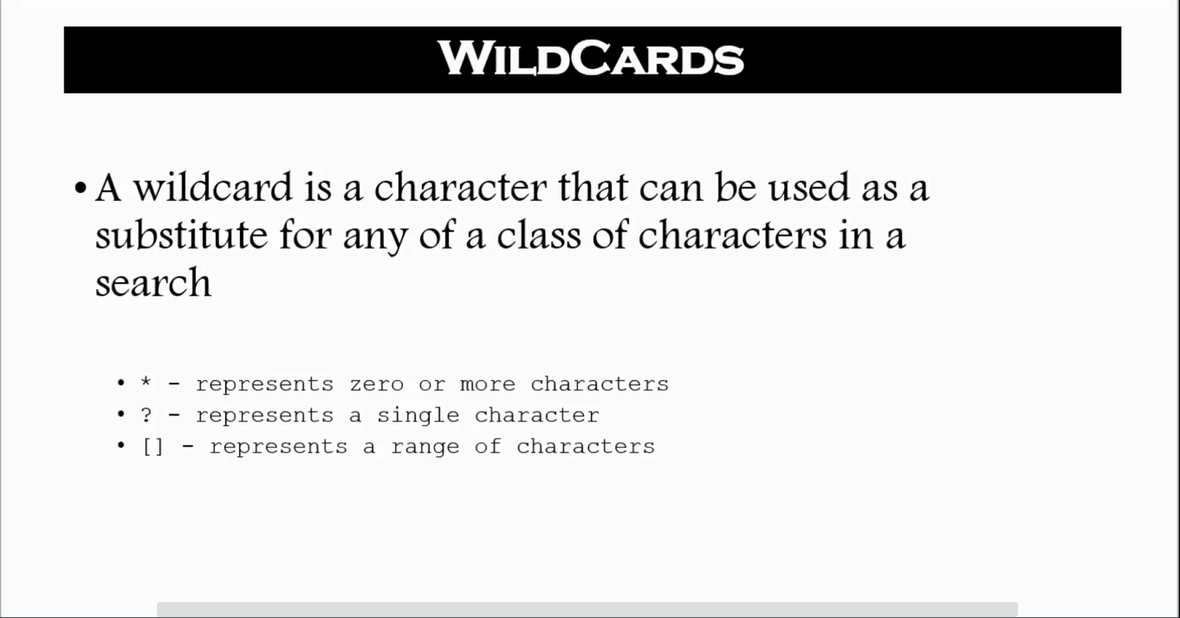 WILDCARDS
• A wildcard is a character that can be used as a
substitute for any of a class of characters in a
search
• * – represents zero or more characters
• ? – represents a single character
• [] – represents a range of characters